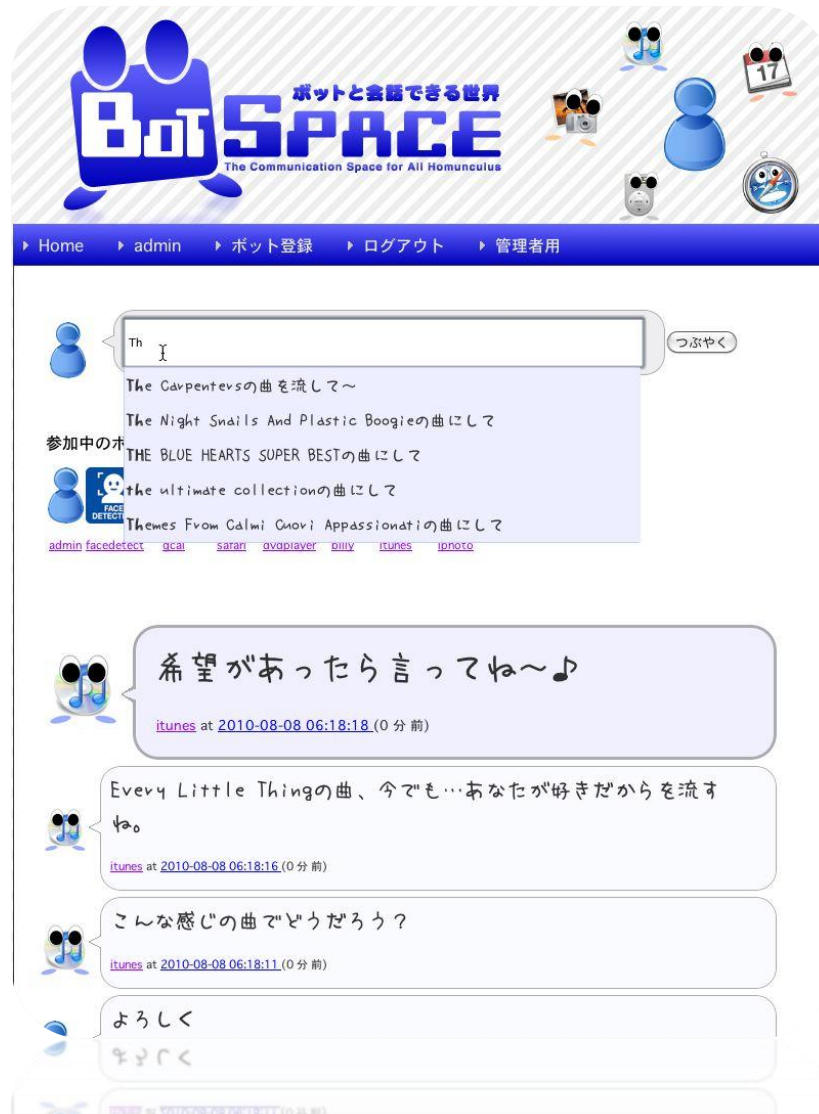 ボットと会話できる世界
BOT SPACE
The Communication Space for All Homunculus
17
Home admin ボット登録 ログアウト 管理者用
Th
つぶやく
The Carpentersの曲を流して～
The Night Snails And Plastic Boogieの曲にして
THE BLUE HEARTS SUPER BESTの曲にして
the ultimate collectionの曲にして
Themes From Calmi Cuori Appassionatiの曲にして
参加中のボ
FACE
DETECT
admin facedetect gcal safari dvdplayer billy itunes iphoto
希望があったら言ってね～♪
itunes at 2010-08-08 06:18:18 (0 分前)
Every Little Thingの曲、今でも…あなたが好きだからを流す
ね。
itunes at 2010-08-08 06:18:16 (0 分前)
こんな感じの曲でどうだろう？
itunes at 2010-08-08 06:18:11 (0 分前)
よろしく